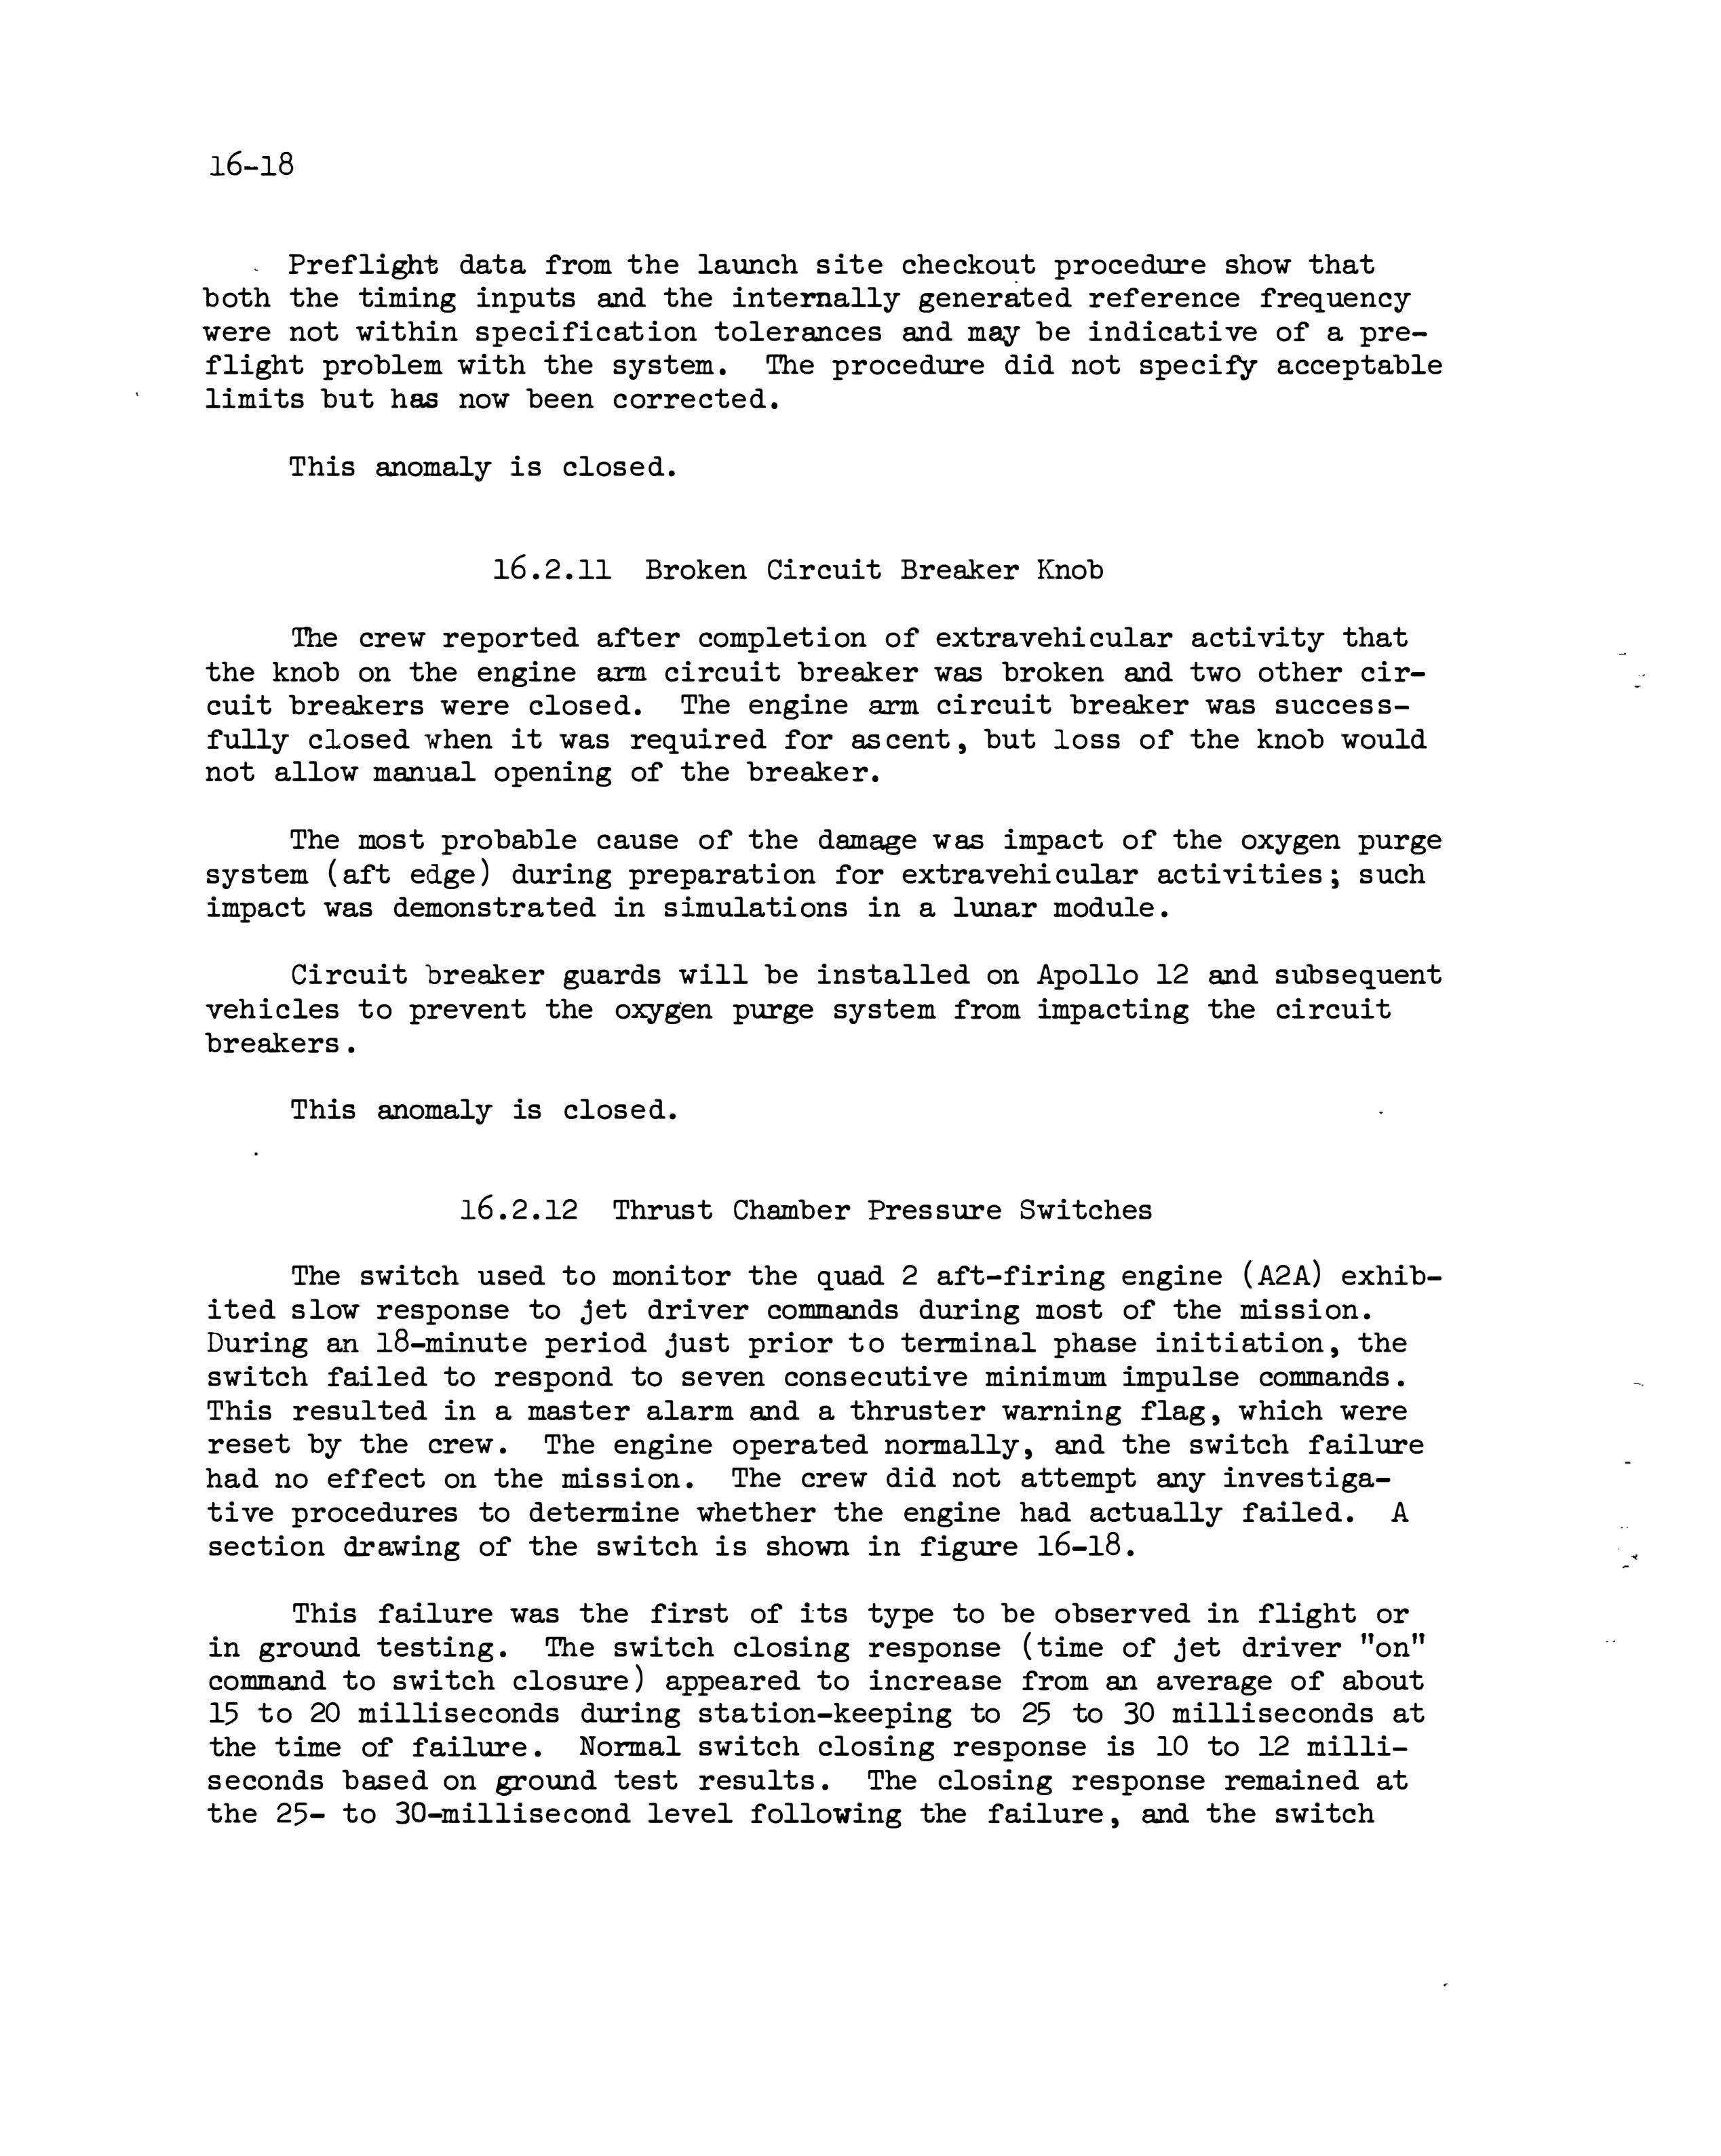 16-18
Preflight data from the launch site checkout procedure show that
both the timing inputs and the internally generated reference frequency
were not within specification tolerances and may be indicative of a pre-
flight problem with the system. The procedure did not specify acceptable
limits but has now been corrected.
This anomaly is closed.
16.2.11 Broken Circuit Breaker Knob
The crew reported after completion of extravehicular activity that
the knob on the engine arm circuit breaker was broken and two other cir-
cuit breakers were closed. The engine arm circuit breaker was success-
fully closed when it was required for ascent, but loss of the knob would
not allow manual opening of the breaker.
The most probable cause of the damage was impact of the oxygen purge
system (aft edge) during preparation for extravehicular activities; such
impact was demonstrated in simulations in a lunar module.
Circuit breaker guards will be installed on Apollo 12 and subsequent
vehicles to prevent the oxygen purge system from impacting the circuit
breakers.
This anomaly is closed.
16.2.12 Thrust Chamber Pressure Switches
The switch used to monitor the quad 2 aft-firing engine (A2A) exhib-
ited slow response to jet driver commands during most of the mission.
During an 18-minute period just prior to terminal phase initiation, the
switch failed to respond to seven consecutive minimum impulse commands.
This resulted in a master alarm and a thruster warning flag, which were
reset by the crew. The engine operated normally, and the switch failure
had no effect on the mission. The crew did not attempt any investiga-
tive procedures to determine whether the engine had actually failed. A
section drawing of the switch is shown in figure 16-18.
This failure was the first of its type to be observed in flight or
in ground testing. The switch closing response (time of jet driver "on"
command to switch closure) appeared to increase from an average of about
15 to 20 milliseconds during station-keeping to 25 to 30 milliseconds at
the time of failure. Normal switch closing response is 10 to 12 milli-
seconds based on ground test results. The closing response remained at
the 25- to 30-millisecond level following the failure, and the switch